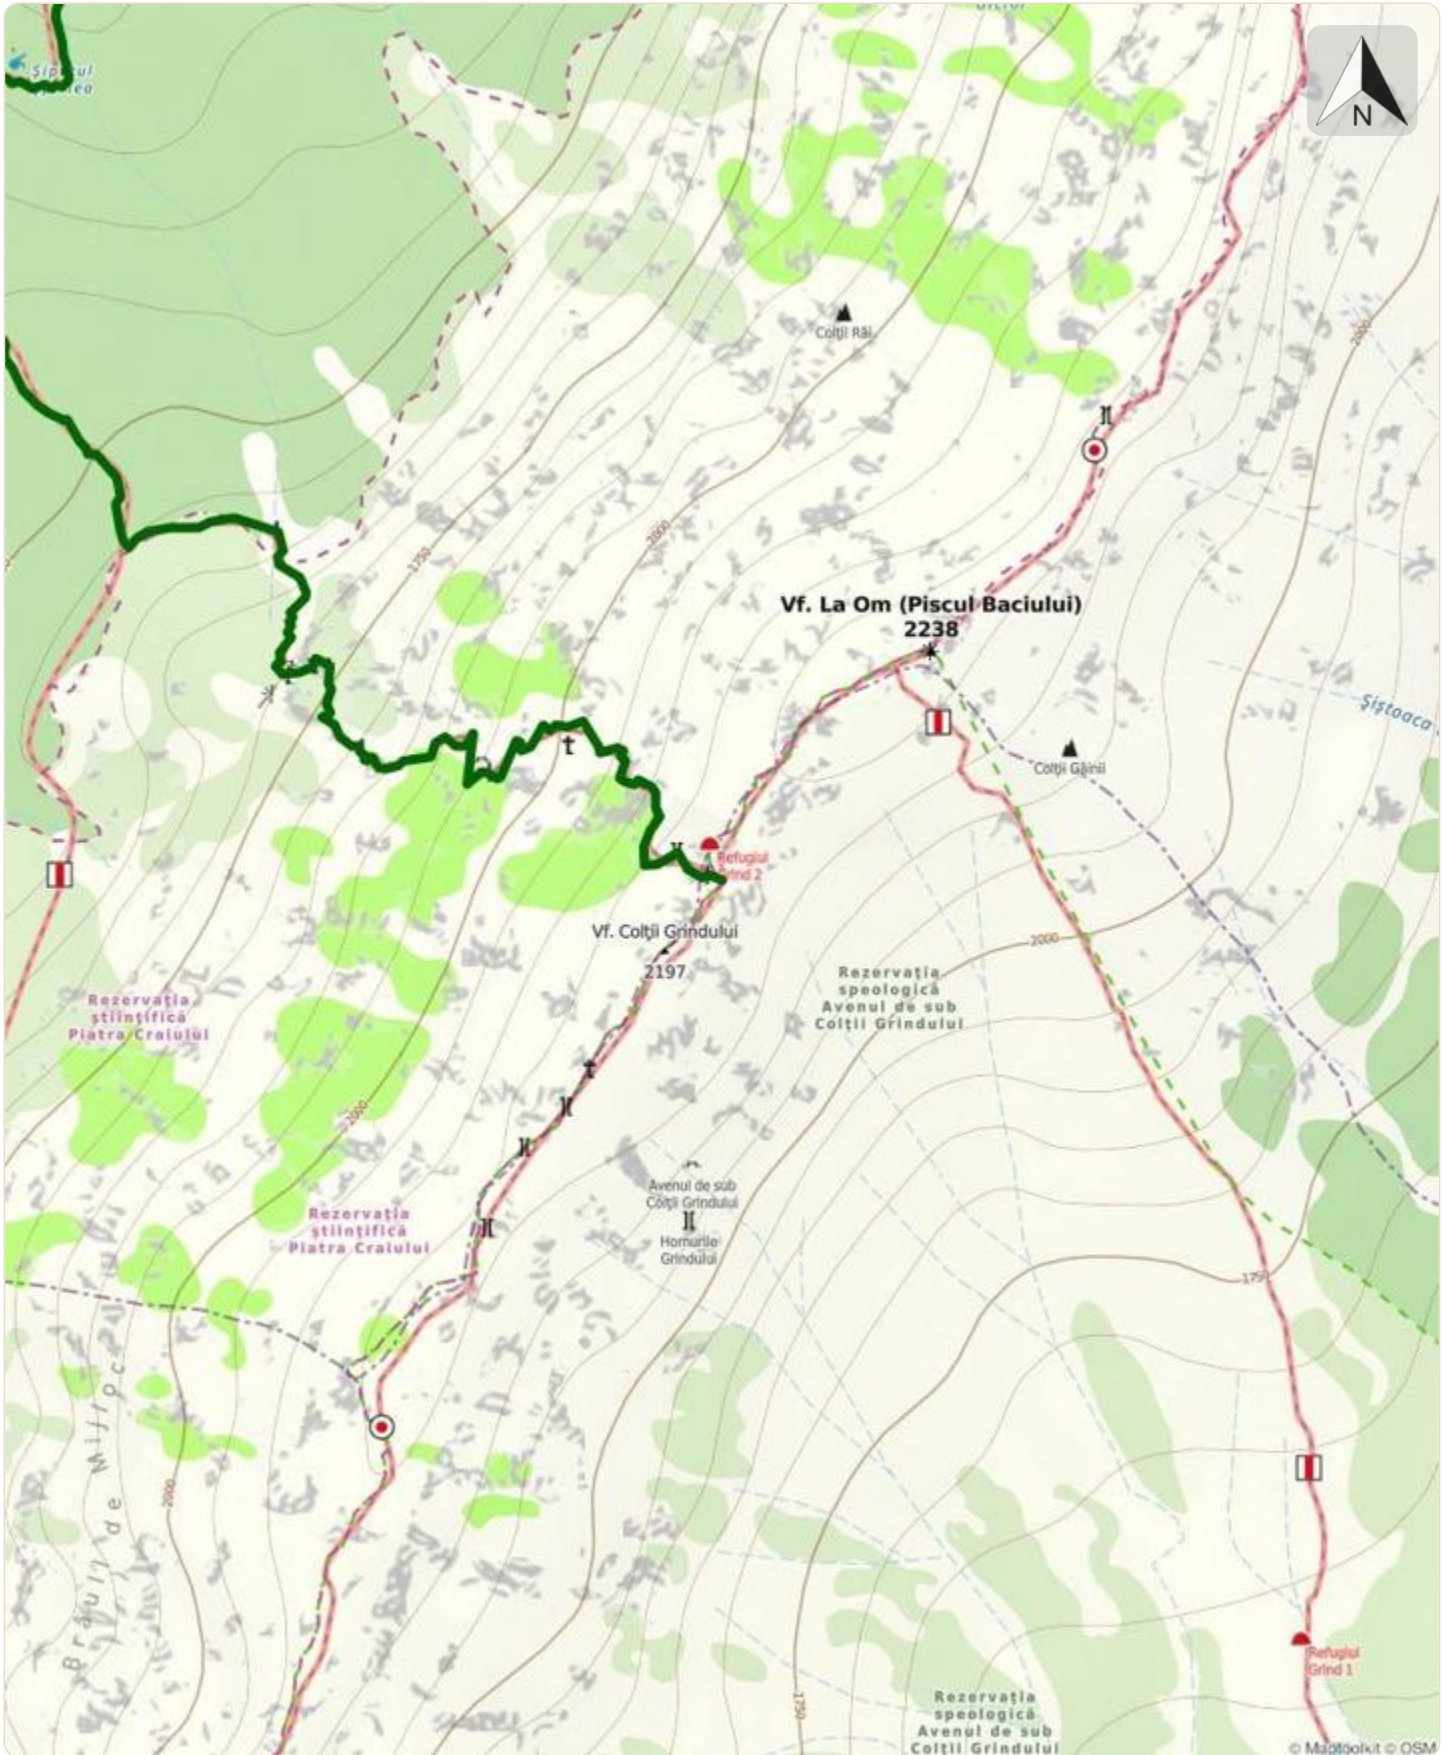 N
Şipotul
2000
Colții Răi
1750
2000
Vf. La Om (Piscul Baciului)
2238
Şiştoaca
Colții Găinii
Refugiul
Grind 2
Vf. Colții Grindului
2197
2000
Rezervația
speologică
Avenul de sub
Colții Grindului
Rezervația
științifică
Piatra Craiului
2000
Avenul de sub
Colții Grindului
Hornurile
Grindului
Rezervația
științifică
Piatra Craiului
1750
2000
Brâul de Mijloc
Refugiul
Grind 1
1750
Rezervația
speologică
Avenul de sub
Colții Grindului
© Maptoolkit © OSM